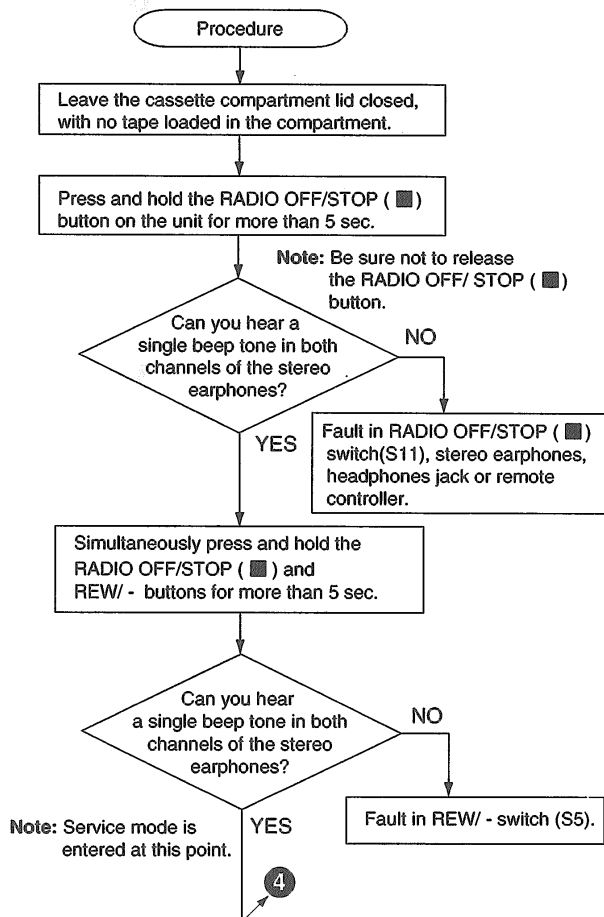 Procedure
Leave the cassette compartment lid closed,
with no tape loaded in the compartment.
Press and hold the RADIO OFF/STOP ( ■ )
button on the unit for more than 5 sec.
Note: Be sure not to release
the RADIO OFF/ STOP ( ■ )
button.
Can you hear a
single beep tone in both
channels of the stereo
earphones?
NO
Fault in RADIO OFF/STOP ( ■ )
switch(S11), stereo earphones,
headphones jack or remote
controller.
YES
Simultaneously press and hold the
RADIO OFF/STOP ( ■ ) and
REW/ - buttons for more than 5 sec.
Can you hear
a single beep tone in both
channels of the stereo
earphones?
NO
Fault in REW/ - switch (S5).
YES
Note: Service mode is
entered at this point.
4